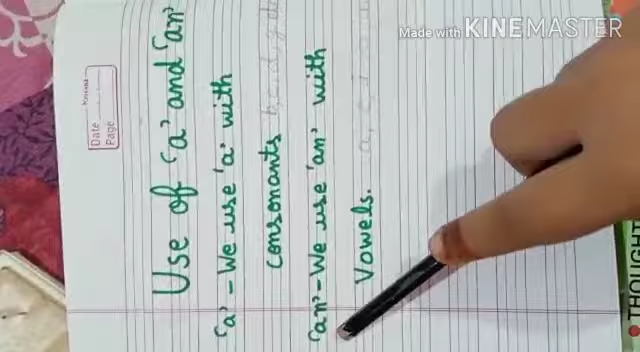 Made with KINEMASTER
Date
Page
Use of 'a' and 'an'
'a' - We use 'a' with
consonants b, c, d, f, g
'an' - We use 'an' with
Vowels. a, e, i, o, u